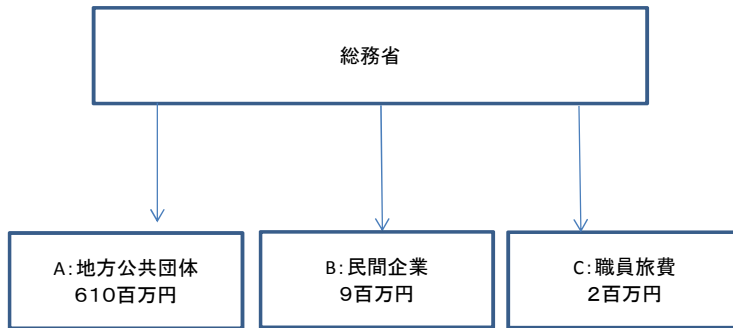 総務省
A:地方公共団体
610百万円
B:民間企業
9百万円
C:職員旅費
2百万円